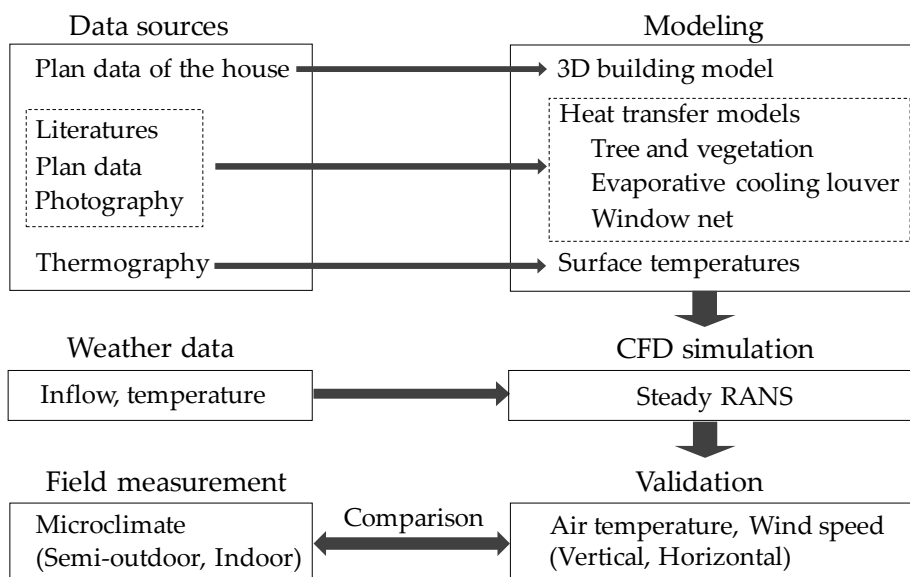 Data sources
Plan data of the house
Literatures
Plan data
Photography
Thermography
Modeling
3D building model
Heat transfer models
Tree and vegetation
Evaporative cooling louver
Window net
Surface temperatures
Weather data
Inflow, temperature
CFD simulation
Steady RANS
Field measurement
Microclimate
(Semi-outdoor, Indoor)
Comparison
Validation
Air temperature, Wind speed
(Vertical, Horizontal)